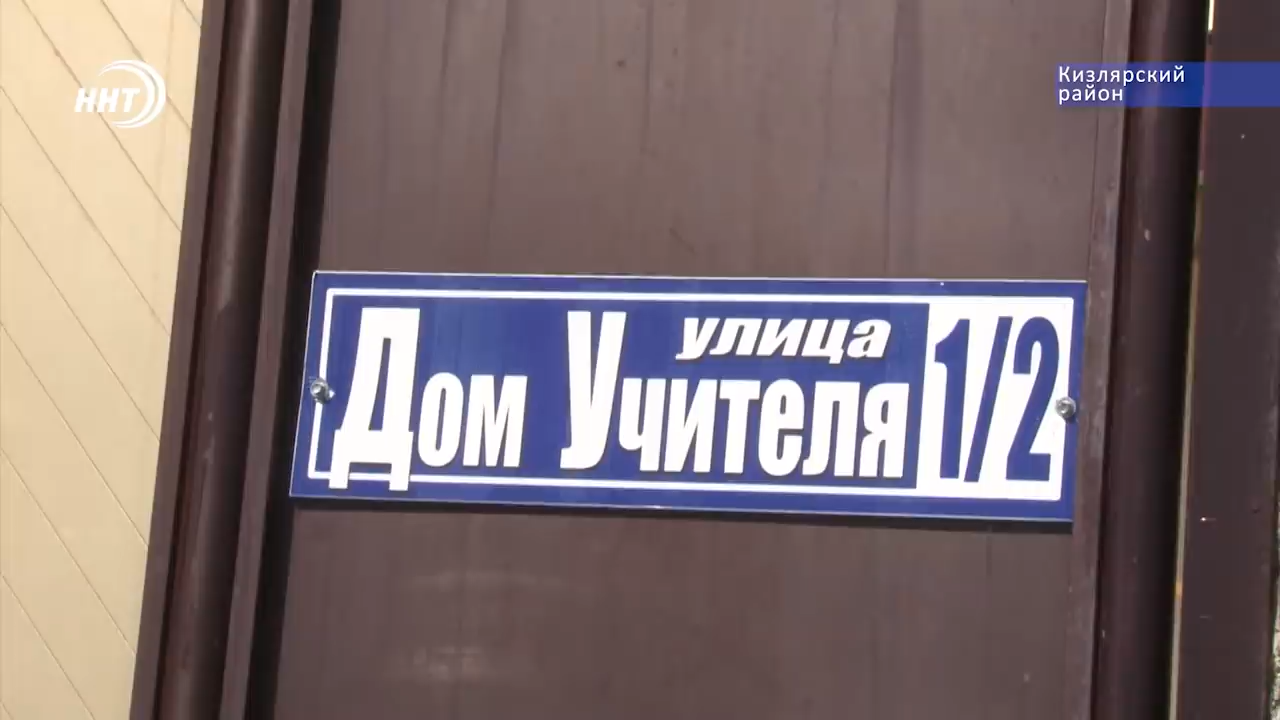 ННТ
Кизлярский
район
улица
Дом Учителя 1/2